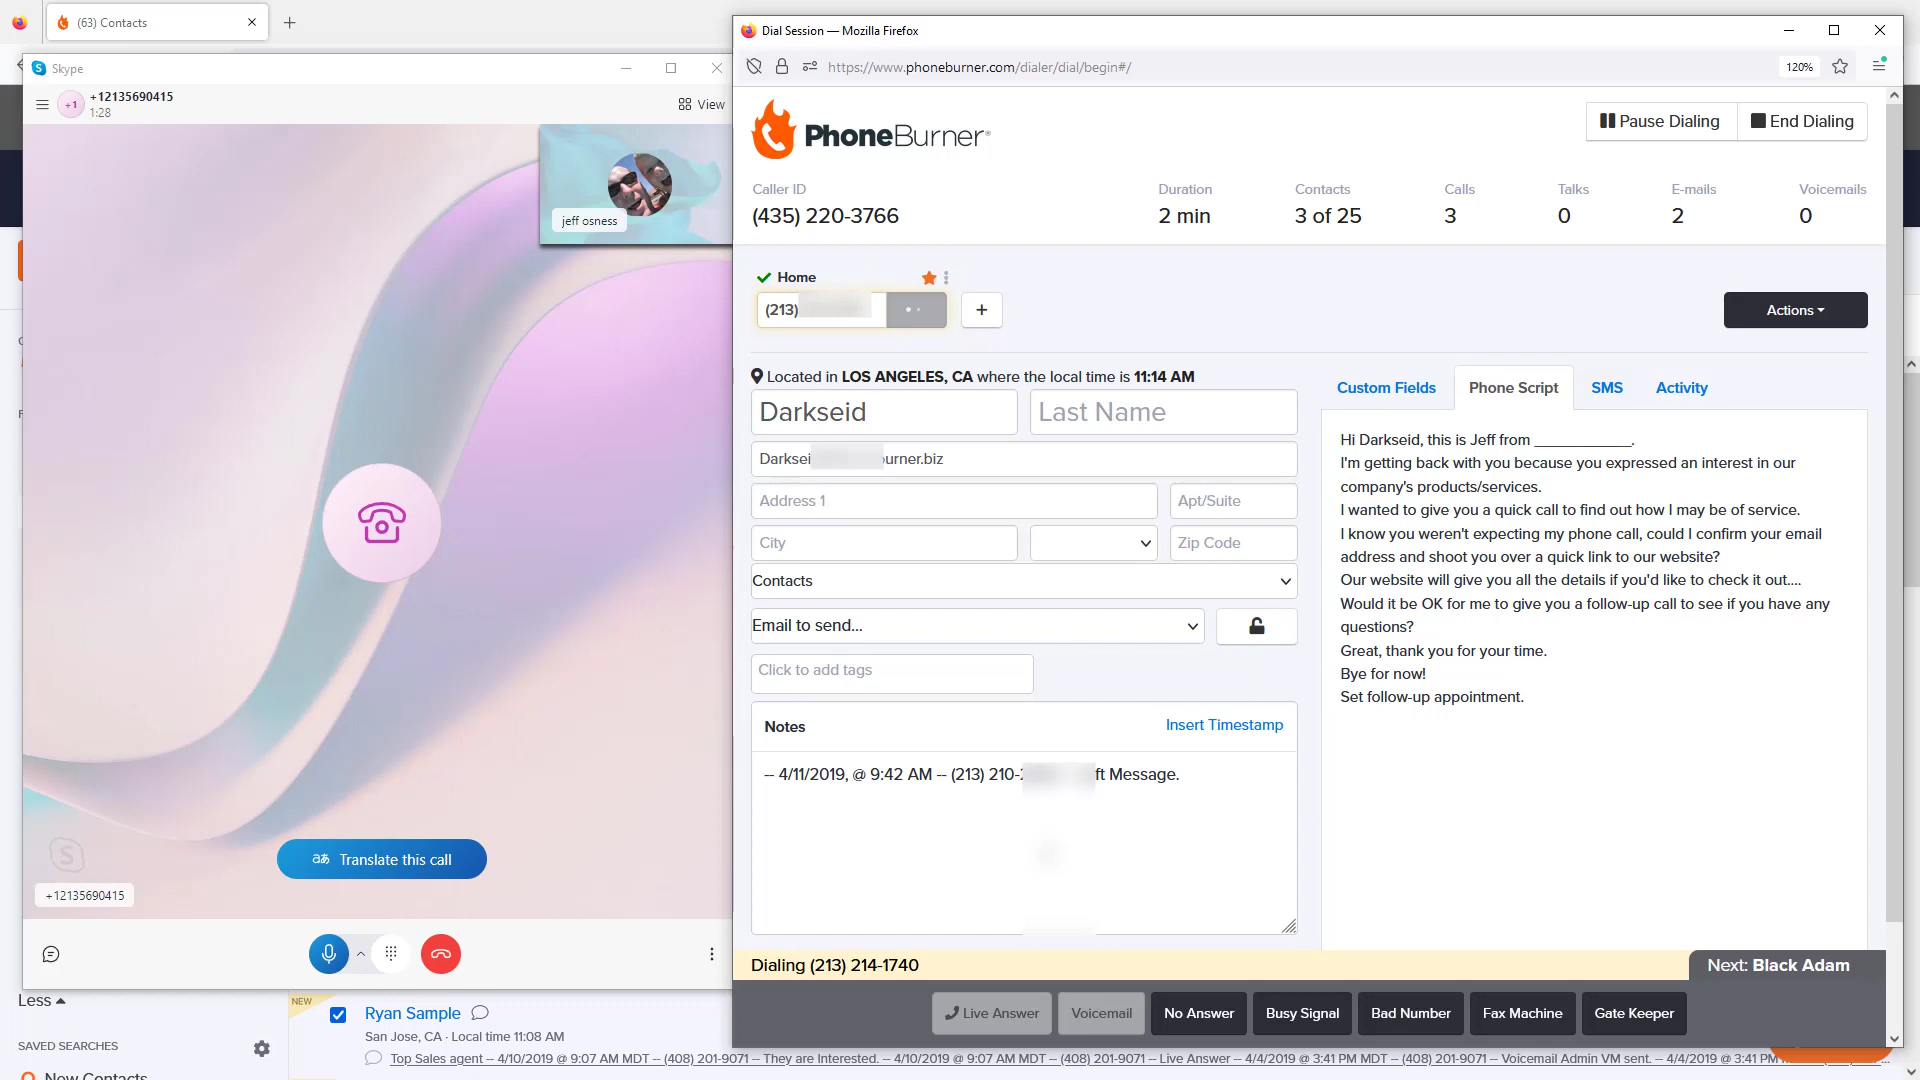 (63) Contacts
Skype
+1
+12135690415
1:28
View
jeff osness
Translate this call
+12135690415
Less
SAVED SEARCHES
New Contacts
NEW
Ryan Sample
San Jose, CA · Local time 11:08 AM
Top Sales agent -- 4/10/2019 @ 9:07 AM MDT -- (408) 201-9071 -- They are Interested. -- 4/10/2019 @ 9:07 AM MDT -- (408) 201-9071 -- Live Answer -- 4/4/2019 @ 3:41 PM MDT -- (408) 201-9071 -- Voicemail Admin VM sent. -- 4/4/2019 @ 3:41 PM
Dial Session — Mozilla Firefox
https://www.phoneburner.com/dialer/dial/begin#/
120%
PhoneBurner
Pause Dialing
End Dialing
Caller ID Duration Contacts Calls Talks E-mails Voicemails
(435) 220-3766 2 min 3 of 25 3 0 2 0
Home
(213)
+
Actions
Located in LOS ANGELES, CA where the local time is 11:14 AM
Darkseid
Last Name
Darksei urner.biz
Address 1
Apt/Suite
City
Zip Code
Contacts
Email to send...
Click to add tags
Notes
Insert Timestamp
-- 4/11/2019, @ 9:42 AM -- (213) 210- ft Message.
Custom Fields
Phone Script
SMS
Activity
Hi Darkseid, this is Jeff from ____________.
I'm getting back with you because you expressed an interest in our
company's products/services.
I wanted to give you a quick call to find out how I may be of service.
I know you weren't expecting my phone call, could I confirm your email
address and shoot you over a quick link to our website?
Our website will give you all the details if you'd like to check it out....
Would it be OK for me to give you a follow-up call to see if you have any
questions?
Great, thank you for your time.
Bye for now!
Set follow-up appointment.
Dialing (213) 214-1740
Next: Black Adam
Live Answer
Voicemail
No Answer
Busy Signal
Bad Number
Fax Machine
Gate Keeper